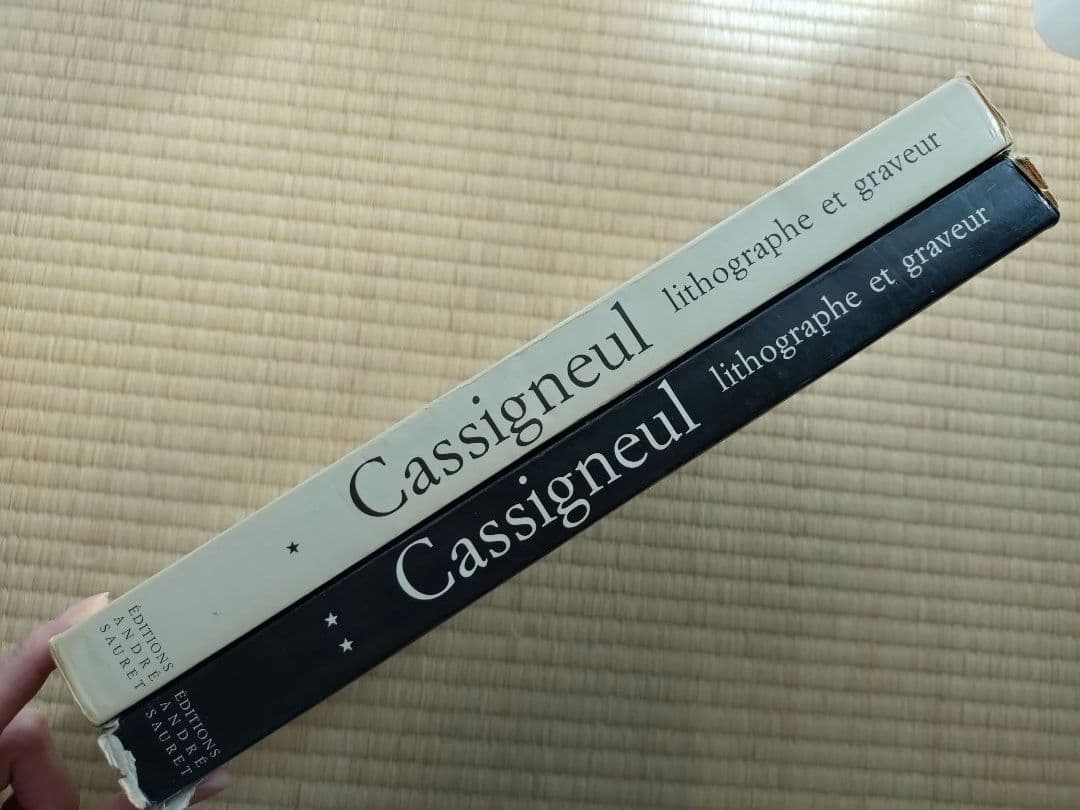 Cassigneul lithographe et graveur
★
ÉDITIONS
ANDRÉ
SAURET
Cassigneul lithographe et graveur
★
★
ÉDITIONS
ANDRÉ
SAURET